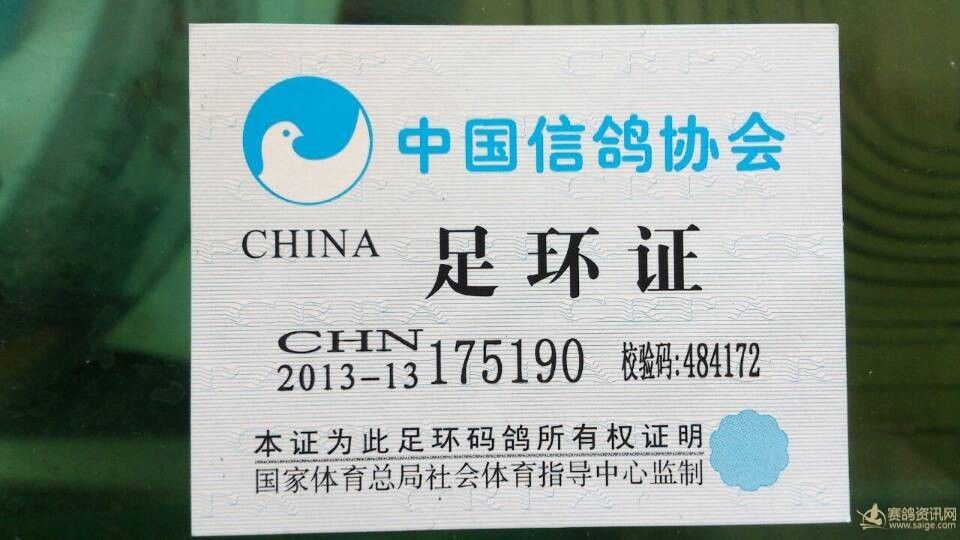 中国信鸽协会
CHINA 足环证
CHN
2013-13 175190 校验码:484172
本证为此足环码鸽所有权证明
国家体育总局社会体育指导中心监制
赛鸽资讯网
www.saige.com